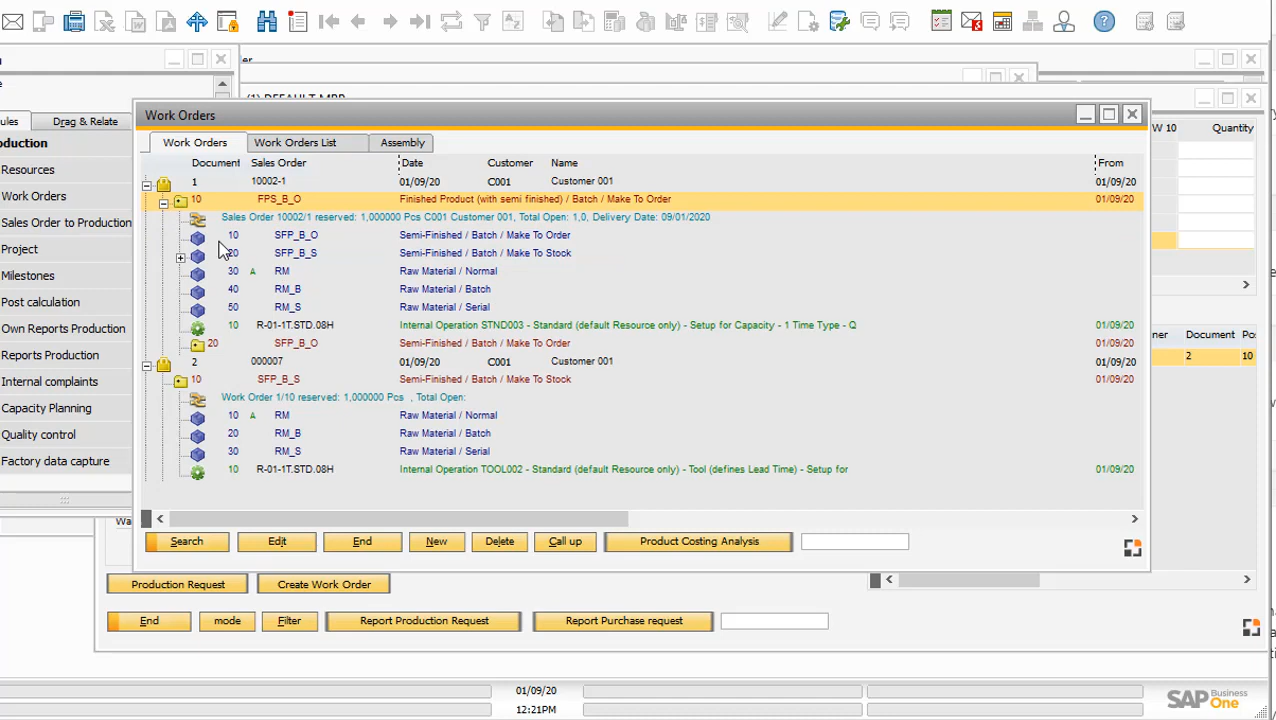 der
(1) DEFAULT MRP
ules
Drag & Relate
oduction
Resources
Work Orders
Sales Order to Production
Project
Milestones
Post calculation
Own Reports Production
Reports Production
Internal complaints
Capacity Planning
Quality control
Factory data capture
Work Orders
Work Orders
Work Orders List
Assembly
Document Sales Order Date Customer Name From
1 10002-1 01/09/20 C001 Customer 001 01/09/20
10 FPS_B_O Finished Product (with semi finished) / Batch / Make To Order 01/09/20
Sales Order 10002/1 reserved: 1,000000 Pcs C001 Customer 001, Total Open: 1,0, Delivery Date: 09/01/2020
10 SFP_B_O Semi-Finished / Batch / Make To Order
20 SFP_B_S Semi-Finished / Batch / Make To Stock
30 A RM Raw Material / Normal
40 RM_B Raw Material / Batch
50 RM_S Raw Material / Serial
10 R-01-1T.STD.08H Internal Operation STND003 - Standard (default Resource only) - Setup for Capacity - 1 Time Type - Q 01/09/20
20 SFP_B_O Semi-Finished / Batch / Make To Order 01/09/20
2 000007 01/09/20 C001 Customer 001 01/09/20
10 SFP_B_S Semi-Finished / Batch / Make To Stock 01/09/20
Work Order 1/10 reserved: 1,000000 Pcs , Total Open:
10 A RM Raw Material / Normal
20 RM_B Raw Material / Batch
30 RM_S Raw Material / Serial
10 R-01-1T.STD.08H Internal Operation TOOL002 - Standard (default Resource only) - Tool (defines Lead Time) - Setup for 01/09/20
Search
Edit
End
New
Delete
Call up
Product Costing Analysis
W 10 Quantity
ner Document Pos
2 10
Wa
Production Request
Create Work Order
End
mode
Filter
Report Production Request
Report Purchase request
01/09/20
12:21PM
SAP Business One